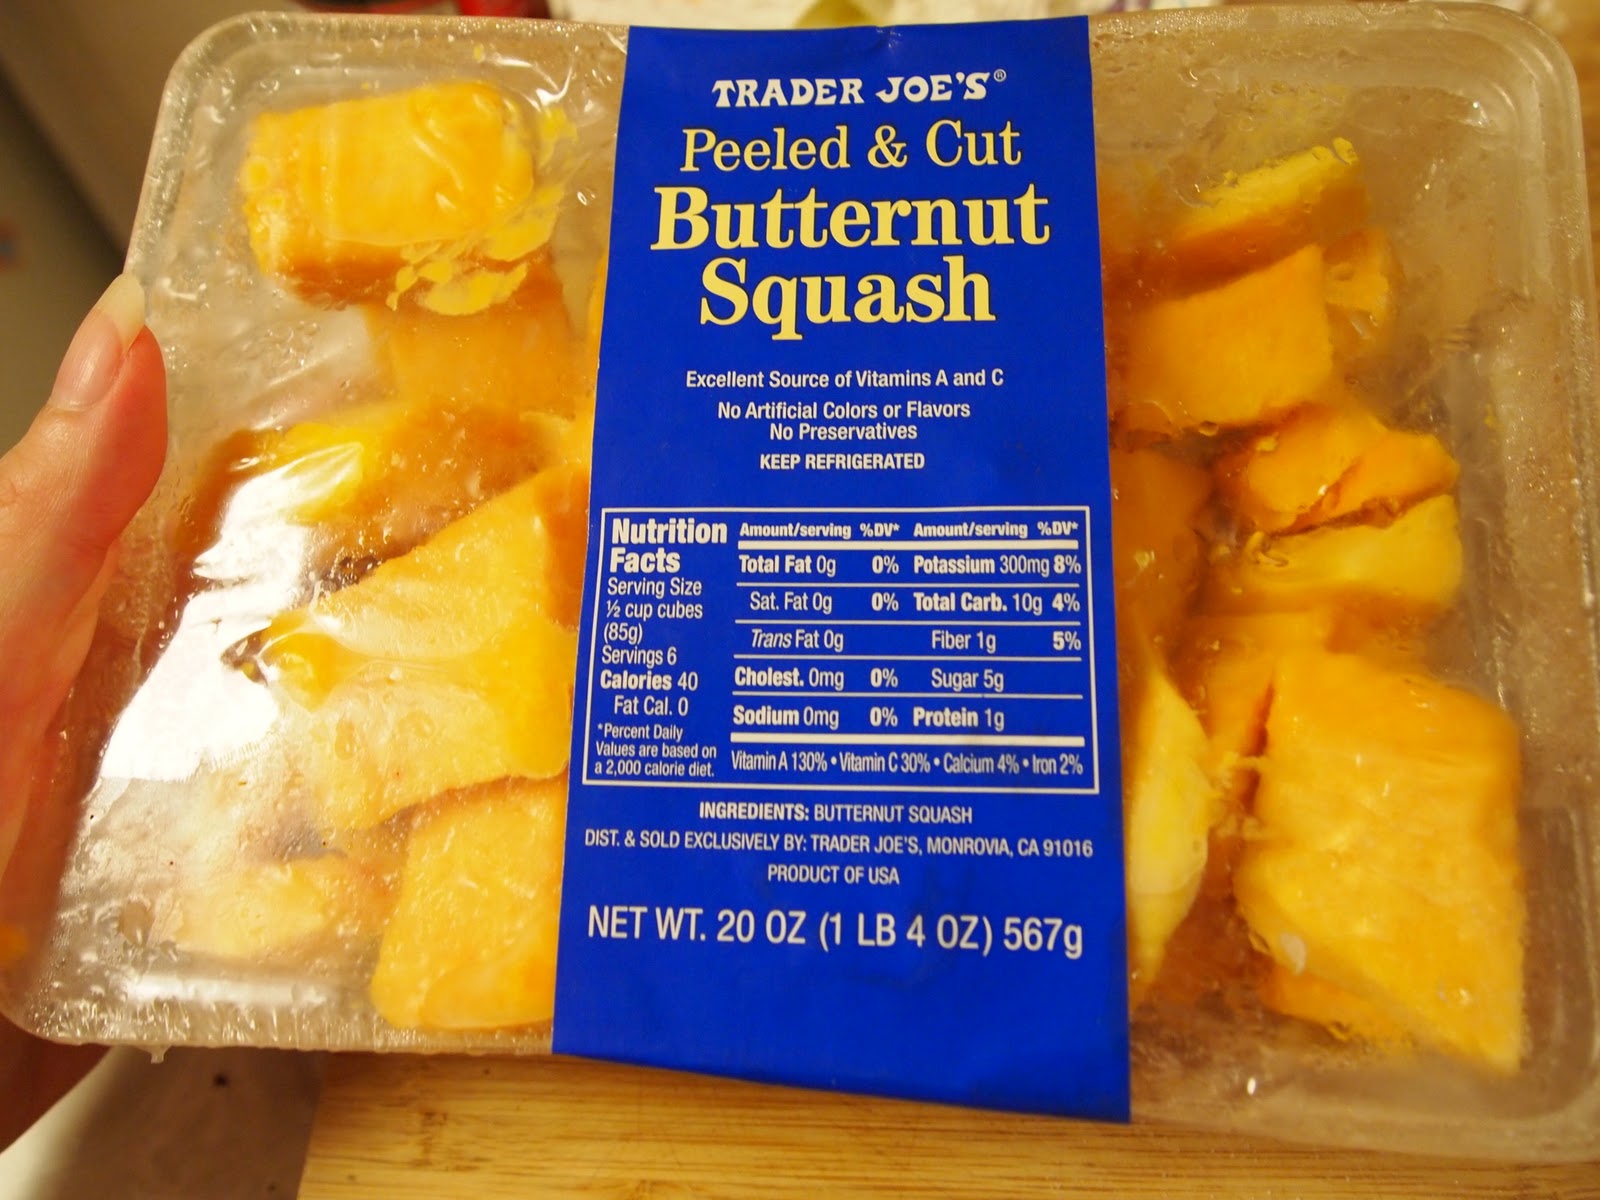 TRADER JOE'S®
Peeled & Cut
Butternut
Squash
Excellent Source of Vitamins A and C
No Artificial Colors or Flavors
No Preservatives
KEEP REFRIGERATED
Nutrition
Facts
Serving Size
½ cup cubes
(85g)
Servings 6
Calories 40
Fat Cal. 0
*Percent Daily
Values are based on
a 2,000 calorie diet.
Amount/serving %DV* Amount/serving %DV*
Total Fat 0g 0% Potassium 300mg 8%
Sat. Fat 0g 0% Total Carb. 10g 4%
Trans Fat 0g Fiber 1g 5%
Cholest. 0mg 0% Sugar 5g
Sodium 0mg 0% Protein 1g
Vitamin A 130% • Vitamin C 30% • Calcium 4% • Iron 2%
INGREDIENTS: BUTTERNUT SQUASH
DIST. & SOLD EXCLUSIVELY BY: TRADER JOE'S, MONROVIA, CA 91016
PRODUCT OF USA
NET WT. 20 OZ (1 LB 4 OZ) 567g